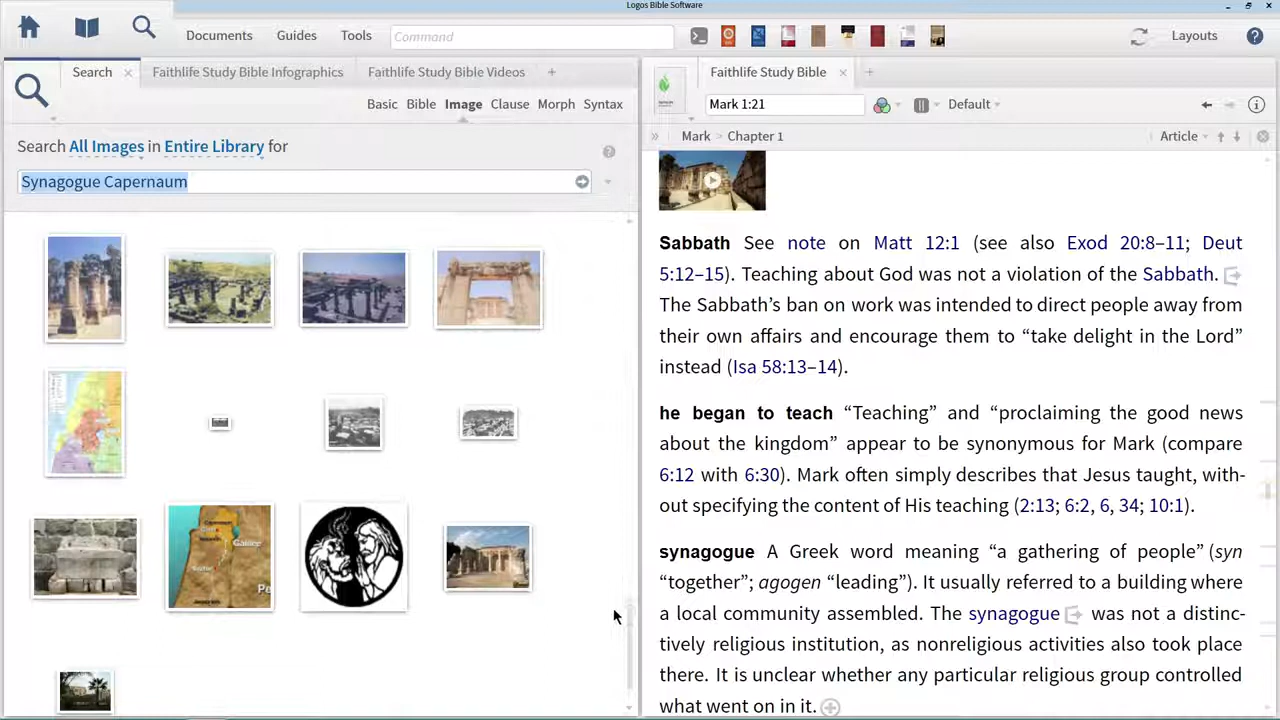 Logos Bible Software
Documents Guides Tools Command Layouts
Search Faithlife Study Bible Infographics Faithlife Study Bible Videos
Basic Bible Image Clause Morph Syntax
Search All Images in Entire Library for
Synagogue Capernaum
Faithlife Study Bible
Mark 1:21 Default
Mark > Chapter 1 Article
Sabbath See note on Matt 12:1 (see also Exod 20:8–11; Deut
5:12–15). Teaching about God was not a violation of the Sabbath.
The Sabbath’s ban on work was intended to direct people away from
their own affairs and encourage them to “take delight in the Lord”
instead (Isa 58:13–14).
he began to teach “Teaching” and “proclaiming the good news
about the kingdom” appear to be synonymous for Mark (compare
6:12 with 6:30). Mark often simply describes that Jesus taught, with-
out specifying the content of His teaching (2:13; 6:2, 6, 34; 10:1).
synagogue A Greek word meaning “a gathering of people” (syn
“together”; agogen “leading”). It usually referred to a building where
a local community assembled. The synagogue was not a distinc-
tively religious institution, as nonreligious activities also took place
there. It is unclear whether any particular religious group controlled
what went on in it.